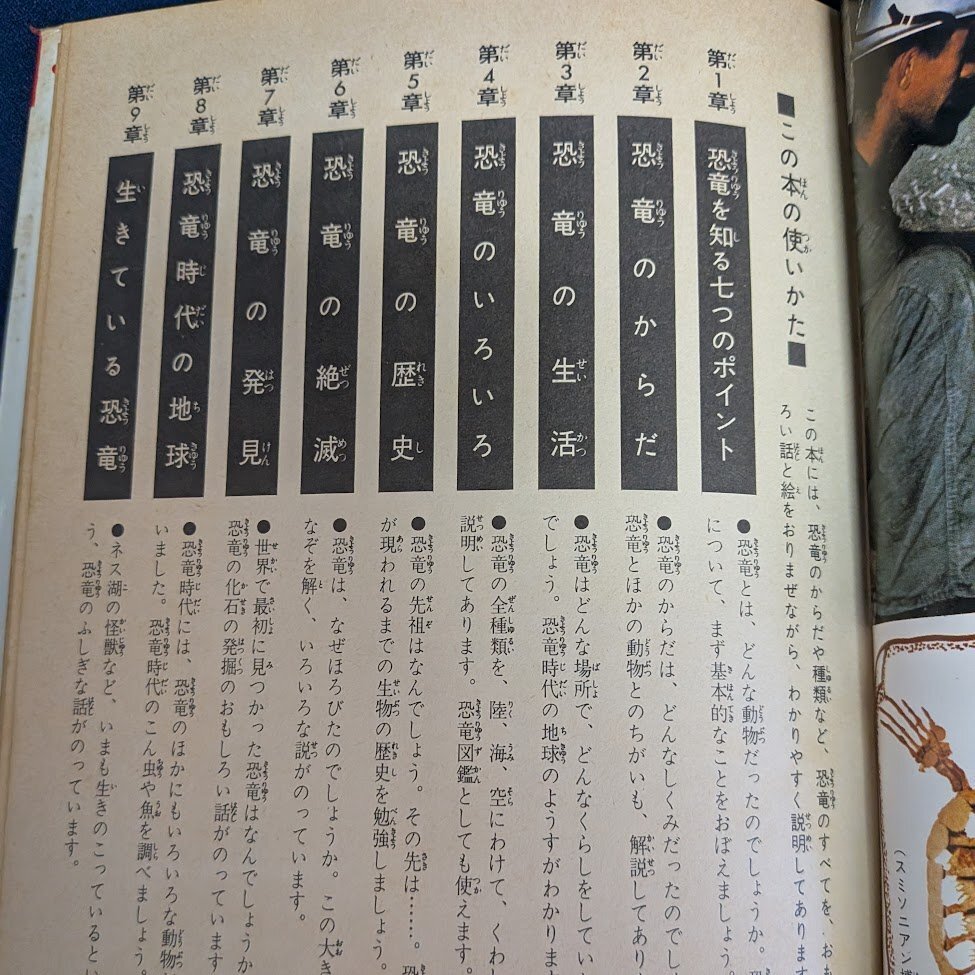 ■この本の使いかた■
この本には、恐竜のからだや種類など、恐竜のすべてを、おも
ろい話と絵をおりまぜながら、わかりやすく説明してあります
第1章
恐竜を知る七つのポイント
●恐竜とは、どんな動物だったのでしょうか。
について、まず基本的なことをおぼえましょう
第2章
恐竜のからだ
●恐竜のからだは、どんなしくみだったのでし
恐竜とほかの動物とのちがいも、解説してあり
第3章
恐竜の生活
●恐竜はどんな場所で、どんなくらしをしてい
でしょう。恐竜時代の地球のようすがわかりま
第4章
恐竜のいろいろ
●恐竜の全種類を、陸、海、空にわけて、くわし
説明してあります。恐竜図鑑としても使えます。
第5章
恐竜の歴史
●恐竜の先祖はなんでしょう。その先は……。恐
が現われるまでの生物の歴史を勉強しましょう。
第6章
恐竜の絶滅
●恐竜は、なぜほろびたのでしょうか。この大き
なぞを解く、いろいろな説がのっています。
第7章
恐竜の発見
●世界で最初に見つかった恐竜はなんでしょうか
恐竜の化石の発掘のおもしろい話がのっています
第8章
恐竜時代の地球
●恐竜時代には、恐竜のほかにもいろいろな動物
いました。恐竜時代のこん虫や魚を調べましょう。
第9章
生きている恐竜
●ネス湖の怪獣など、いまも生きのこっているとい
う、恐竜のふしぎな話がのっています。
(スミソニアン